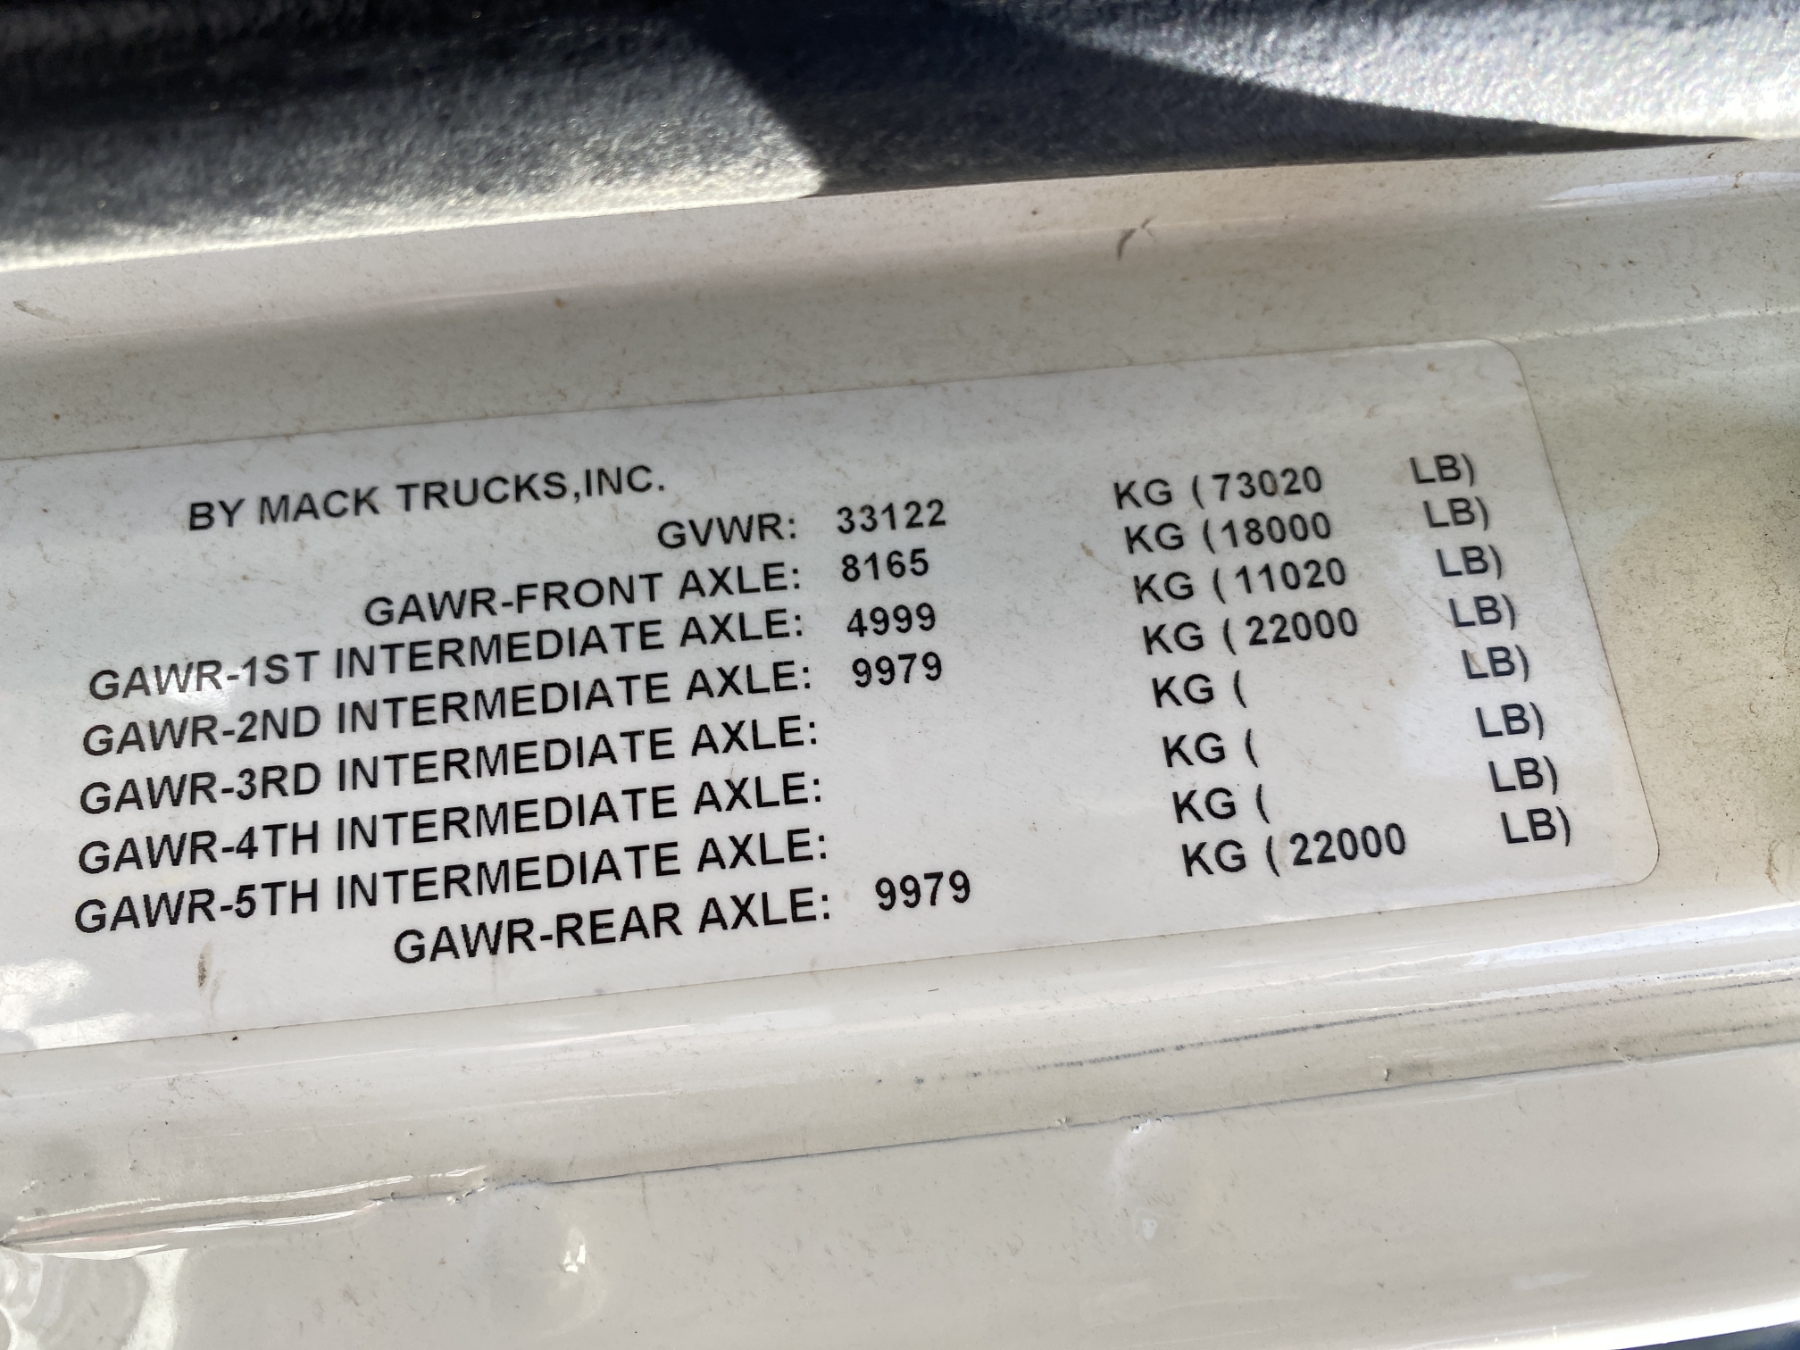 BY MACK TRUCKS,INC.
GVWR: 33122 KG (73020 LB)
GAWR-FRONT AXLE: 8165 KG (18000 LB)
GAWR-1ST INTERMEDIATE AXLE: 4999 KG (11020 LB)
GAWR-2ND INTERMEDIATE AXLE: 9979 KG (22000 LB)
GAWR-3RD INTERMEDIATE AXLE: KG ( LB)
GAWR-4TH INTERMEDIATE AXLE: KG ( LB)
GAWR-5TH INTERMEDIATE AXLE: KG ( LB)
GAWR-REAR AXLE: 9979 KG (22000 LB)